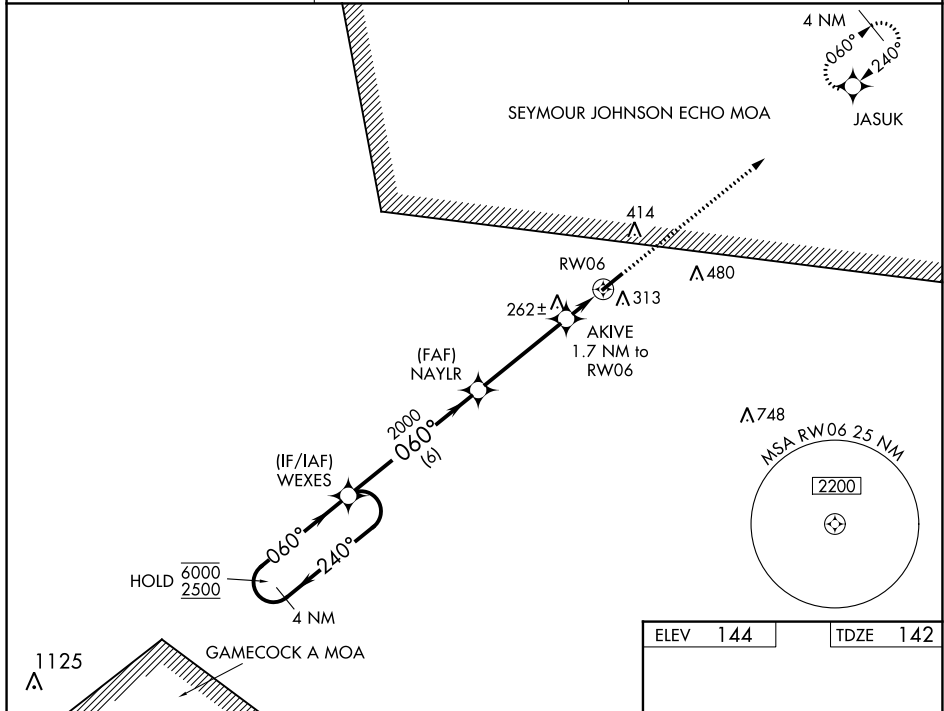 4 NM
060°
240°
JASUK
SEYMOUR JOHNSON ECHO MOA
414
RW06
480
313
262±
AKIVE
1.7 NM to
RW06
(FAF)
NAYLR
2000
060°
(6)
748
MSA RW06 25 NM
2200
(IF/IAF)
WEXES
060°
240°
HOLD 6000
2500
4 NM
GAMECOCK A MOA
1125
ELEV 144
TDZE 142